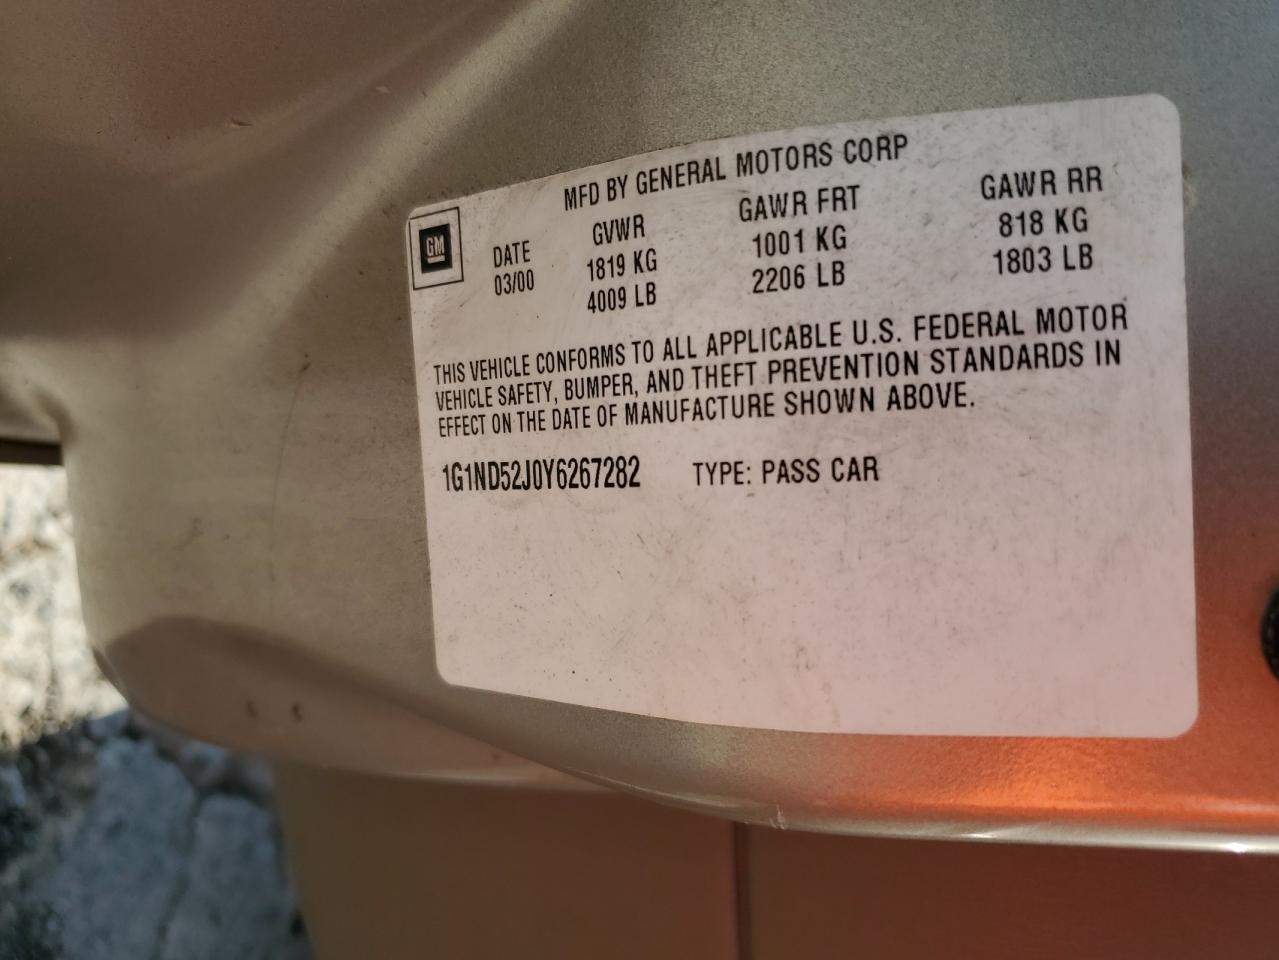 MFD BY GENERAL MOTORS CORP
GM
DATE GVWR GAWR FRT GAWR RR
03/00 1819 KG 1001 KG 818 KG
4009 LB 2206 LB 1803 LB
THIS VEHICLE CONFORMS TO ALL APPLICABLE U.S. FEDERAL MOTOR
VEHICLE SAFETY, BUMPER, AND THEFT PREVENTION STANDARDS IN
EFFECT ON THE DATE OF MANUFACTURE SHOWN ABOVE.
1G1ND52J0Y6267282 TYPE: PASS CAR